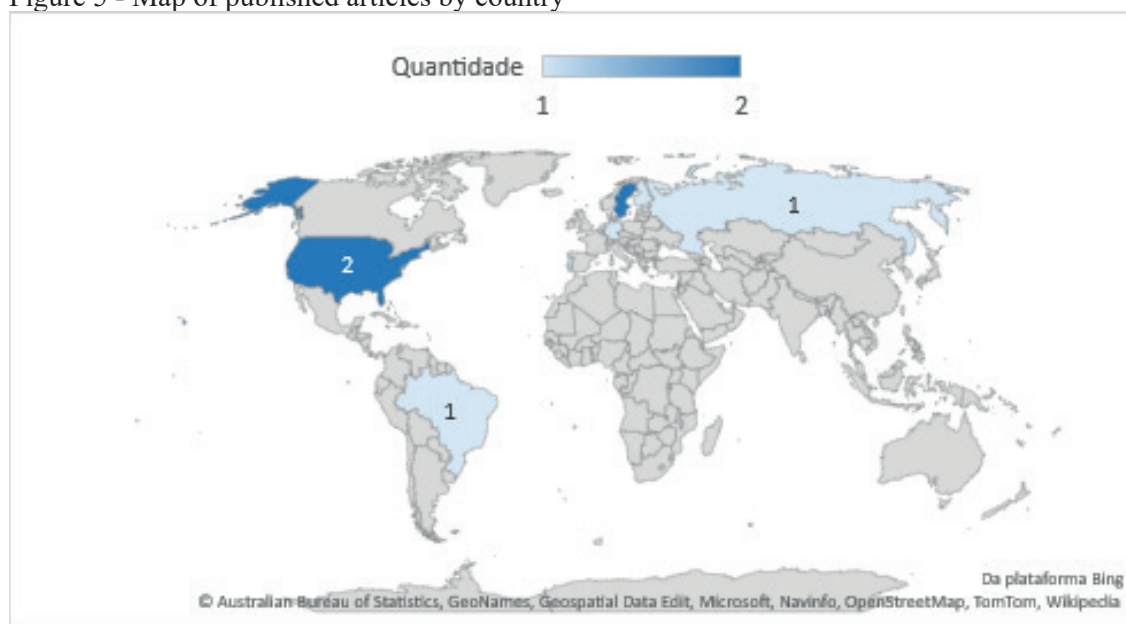 Figure 5 - Map of published articles by country
Quantidade
1 2
1
2
1
Da plataforma Bing
© Australian Bureau of Statistics, GeoNames, Geospatial Data Edit, Microsoft, Navinfo, OpenStreetMap, TomTom, Wikipedia